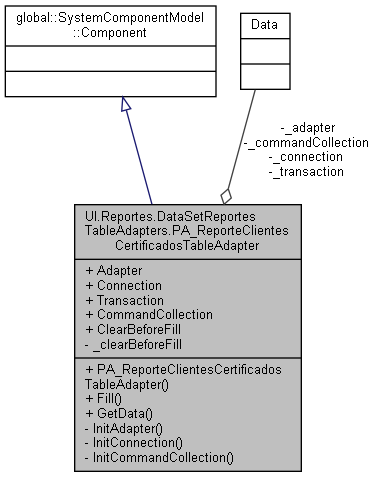 global::SystemComponentModel
::Component
Data
-_adapter
-_commandCollection
-_connection
-_transaction
UI.Reportes.DataSetReportes
TableAdapters.PA_ReporteClientes
CertificadosTableAdapter
+ Adapter
+ Connection
+ Transaction
+ CommandCollection
+ ClearBeforeFill
- _clearBeforeFill
+ PA_ReporteClientesCertificados
TableAdapter()
+ Fill()
+ GetData()
- InitAdapter()
- InitConnection()
- InitCommandCollection()